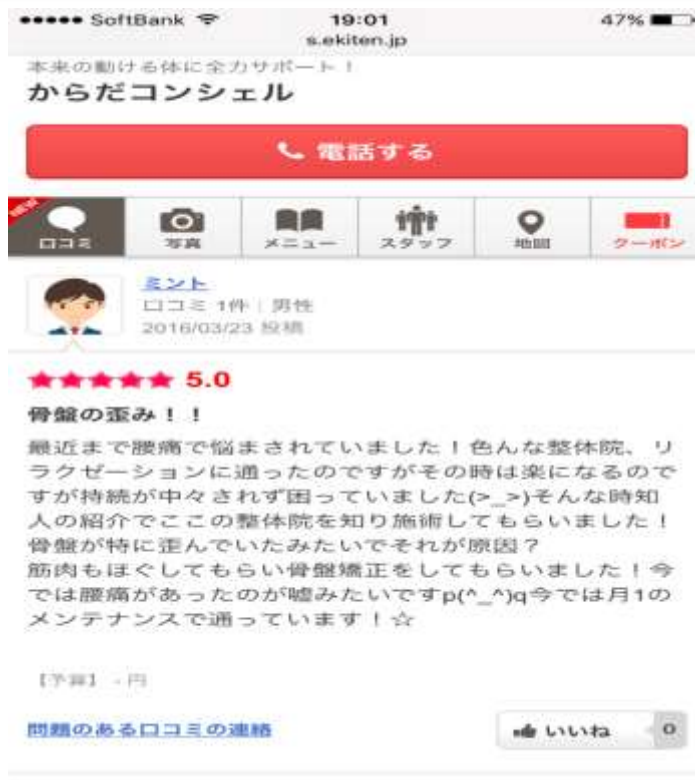 ●●●●● SoftBank 19:01 47%
s.ekiten.jp
本来の動ける体に全力サポート！
からだコンシェル
電話する
NEW
口コミ 写真 メニュー スタッフ 地図 クーポン
ミント
口コミ 1件 | 男性
2016/03/23 投稿
★★★★★ 5.0
骨盤の歪み！！
最近まで腰痛で悩まされていました！色んな整体院、リ
ラクゼーションに通ったのですがその時は楽になるので
すが持続が中々されず困っていました(>_>)そんな時知
人の紹介でここの整体院を知り施術してもらいました！
骨盤が特に歪んでいたみたいでそれが原因？
筋肉もほぐしてもらい骨盤矯正をしてもらいました！今
では腰痛があったのが嘘みたいですp(^_^)q今では月1の
メンテナンスで通っています！☆
【予算】 - 円
問題のある口コミの連絡
いいね 0